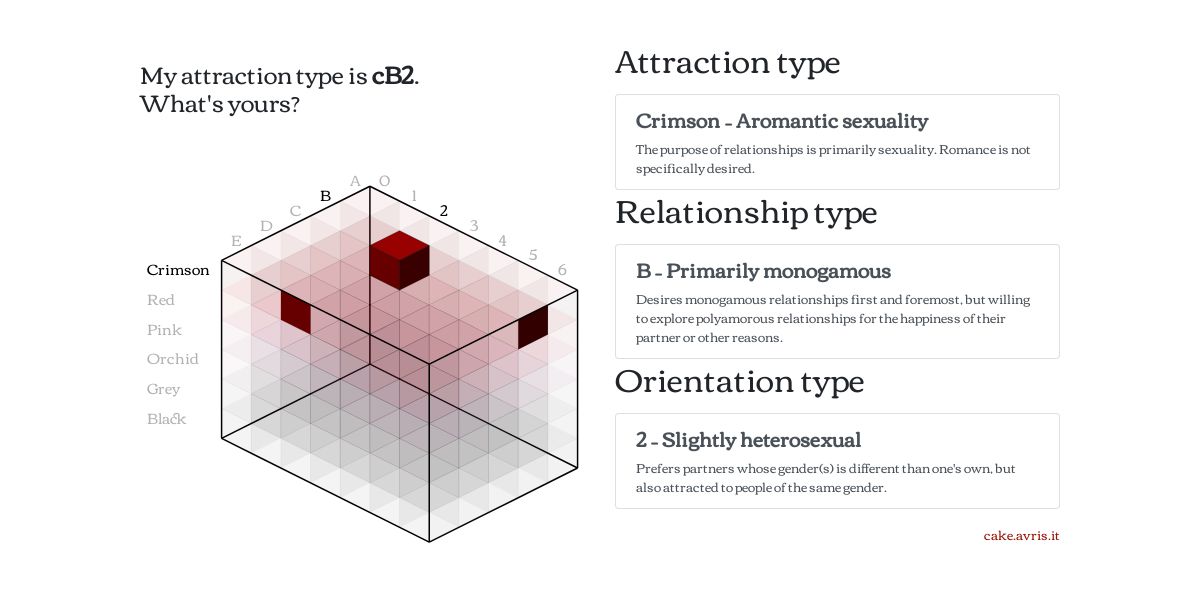 My attraction type is cB2.
What's yours?
A O
B 1
C 2
D 3
E 4
5
6
Crimson
Red
Pink
Orchid
Grey
Black
Attraction type
Crimson – Aromantic sexuality
The purpose of relationships is primarily sexuality. Romance is not
specifically desired.
Relationship type
B – Primarily monogamous
Desires monogamous relationships first and foremost, but willing
to explore polyamorous relationships for the happiness of their
partner or other reasons.
Orientation type
2 – Slightly heterosexual
Prefers partners whose gender(s) is different than one's own, but
also attracted to people of the same gender.
cake.avris.it